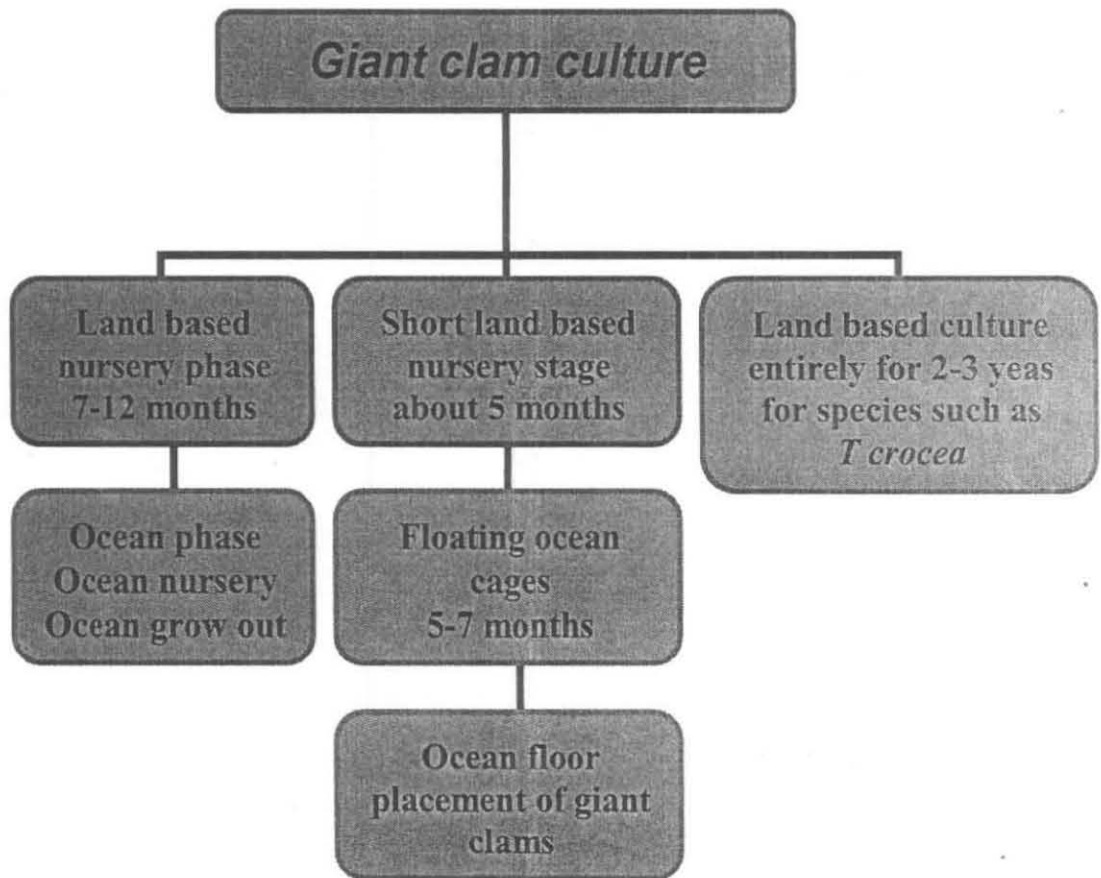 Giant clam culture
Land based
nursery phase
7-12 months
Ocean phase
Ocean nursery
Ocean grow out
Short land based
nursery stage
about 5 months
Floating ocean
cages
5-7 months
Ocean floor
placement of giant
clams
Land based culture
entirely for 2-3 yeas
for species such as
T crocea